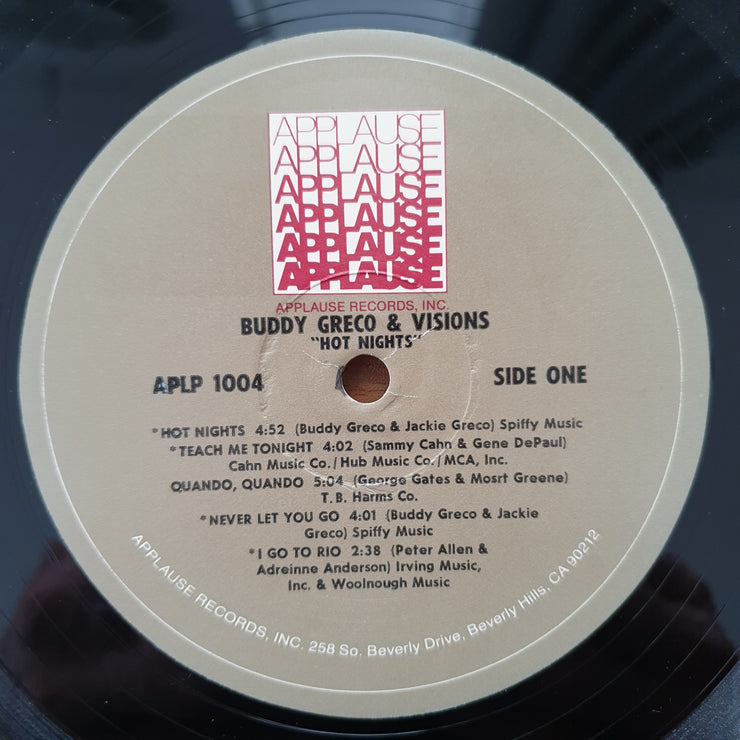 APPLAUSE
APPLAUSE
APPLAUSE
APPLAUSE
APPLAUSE
APPLAUSE
APPLAUSE RECORDS, INC.
BUDDY GRECO & VISIONS
"HOT NIGHTS"
APLP 1004
SIDE ONE
*HOT NIGHTS 4:52 (Buddy Greco & Jackie Greco) Spiffy Music
*TEACH ME TONIGHT 4:02 (Sammy Cahn & Gene DePaul)
Cahn Music Co./Hub Music Co./MCA, Inc.
QUANDO, QUANDO 5:04 (George Gates & Mosrt Greene)
T.B. Harms Co.
*NEVER LET YOU GO 4:01 (Buddy Greco & Jackie
Greco) Spiffy Music
*I GO TO RIO 2:38 (Peter Allen &
Adreinne Anderson) Irving Music,
Inc. & Woolnough Music
APPLAUSE RECORDS, INC. 258 So. Beverly Drive, Beverly Hills, CA 90212